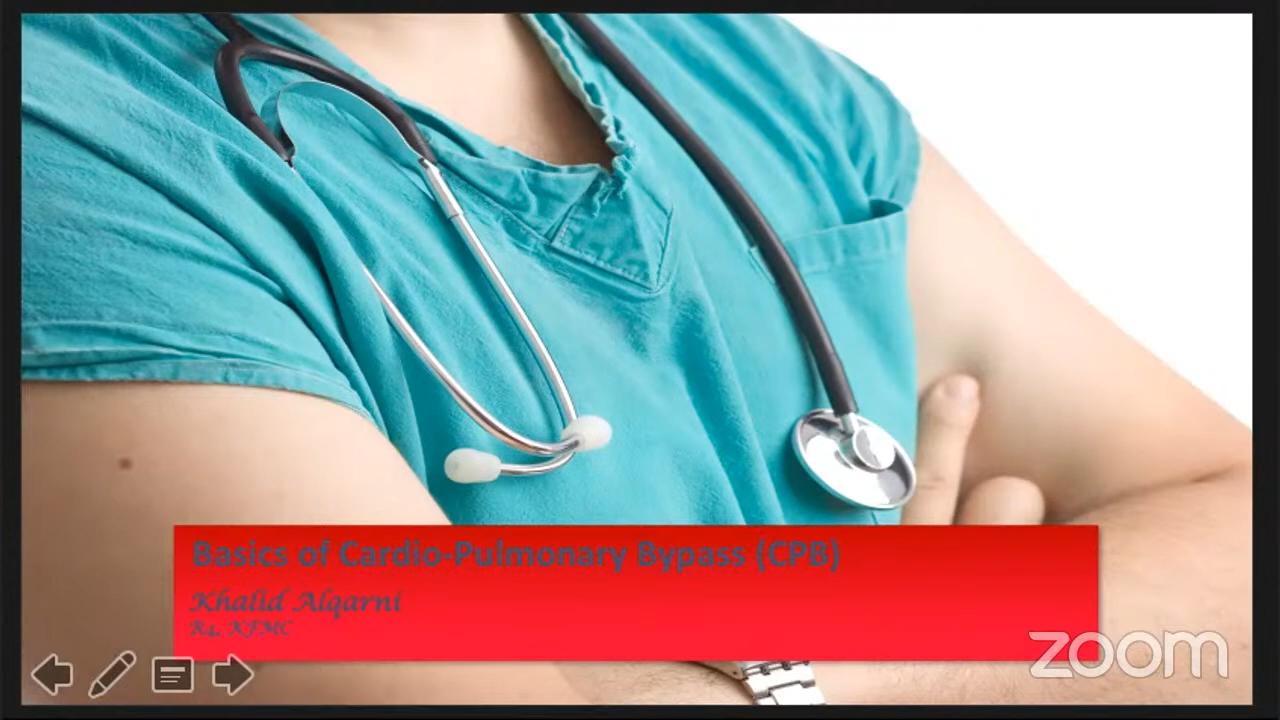 Basics of Cardio-Pulmonary Bypass (CPB)
Khalid Alqarni
R4, KFMC
zoom